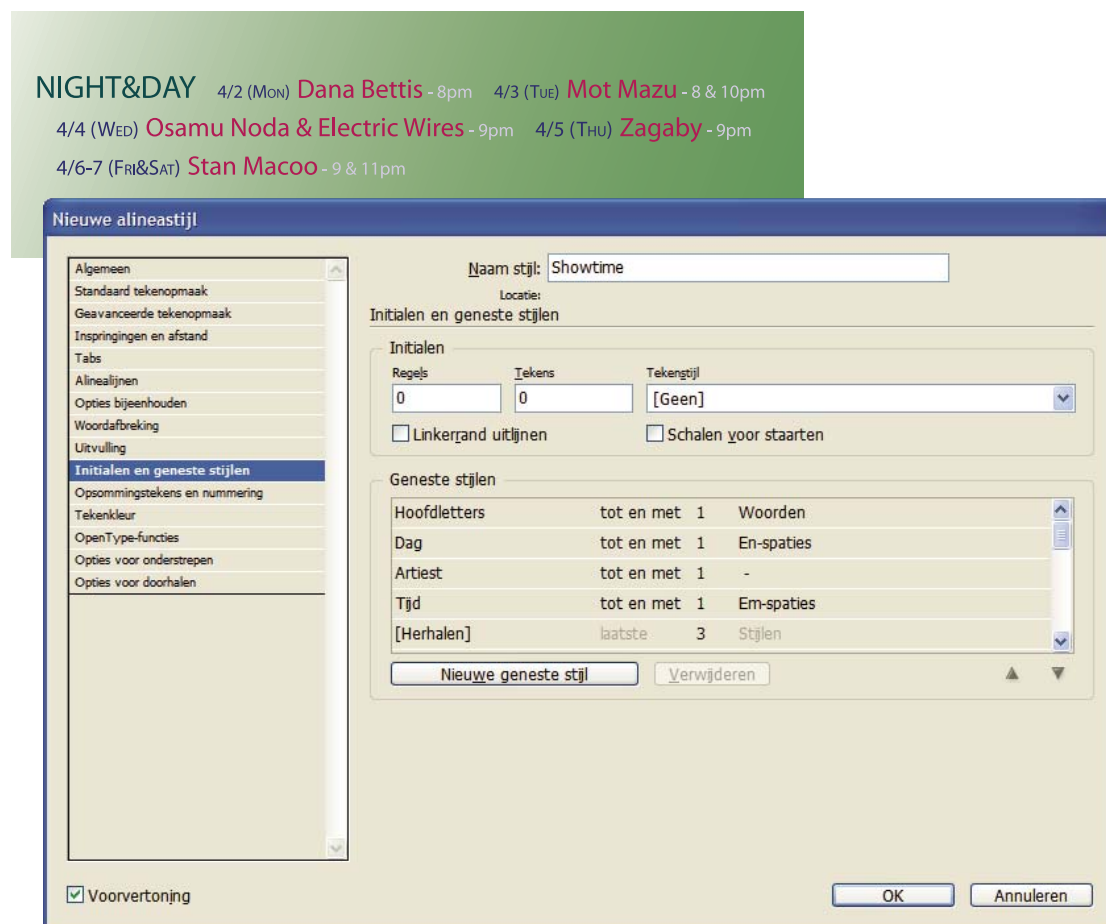 NIGHT&DAY 4/2 (MON) Dana Bettis - 8pm 4/3 (TUE) Mot Mazu - 8 & 10pm
4/4 (WED) Osamu Noda & Electric Wires - 9pm 4/5 (THU) Zagaby - 9pm
4/6-7 (FRI&SAT) Stan Macoo - 9 & 11pm
Nieuwe alineastijl
Algemeen
Standaard tekenopmaak
Geavanceerde tekenopmaak
Inspringingen en afstand
Tabs
Alinealijnen
Opties bijeenhouden
Woordafbreking
Uitvulling
Initialen en geneste stijlen
Opsommingstekens en nummering
Tekenkleur
OpenType-functies
Opties voor onderstrepen
Opties voor doorhalen
Naam stijl: Showtime
Locatie:
Initialen en geneste stijlen
Initialen
Regels Tekens Tekenstijl
0 0 [Geen]
Linkerrand uitlijnen Schalen voor staarten
Geneste stijlen
Hoofdletters tot en met 1 Woorden
Dag tot en met 1 En-spaties
Artiest tot en met 1 -
Tijd tot en met 1 Em-spaties
[Herhalen] laatste 3 Stijlen
Nieuwe geneste stijl Verwijderen
Voorvertoning OK Annuleren